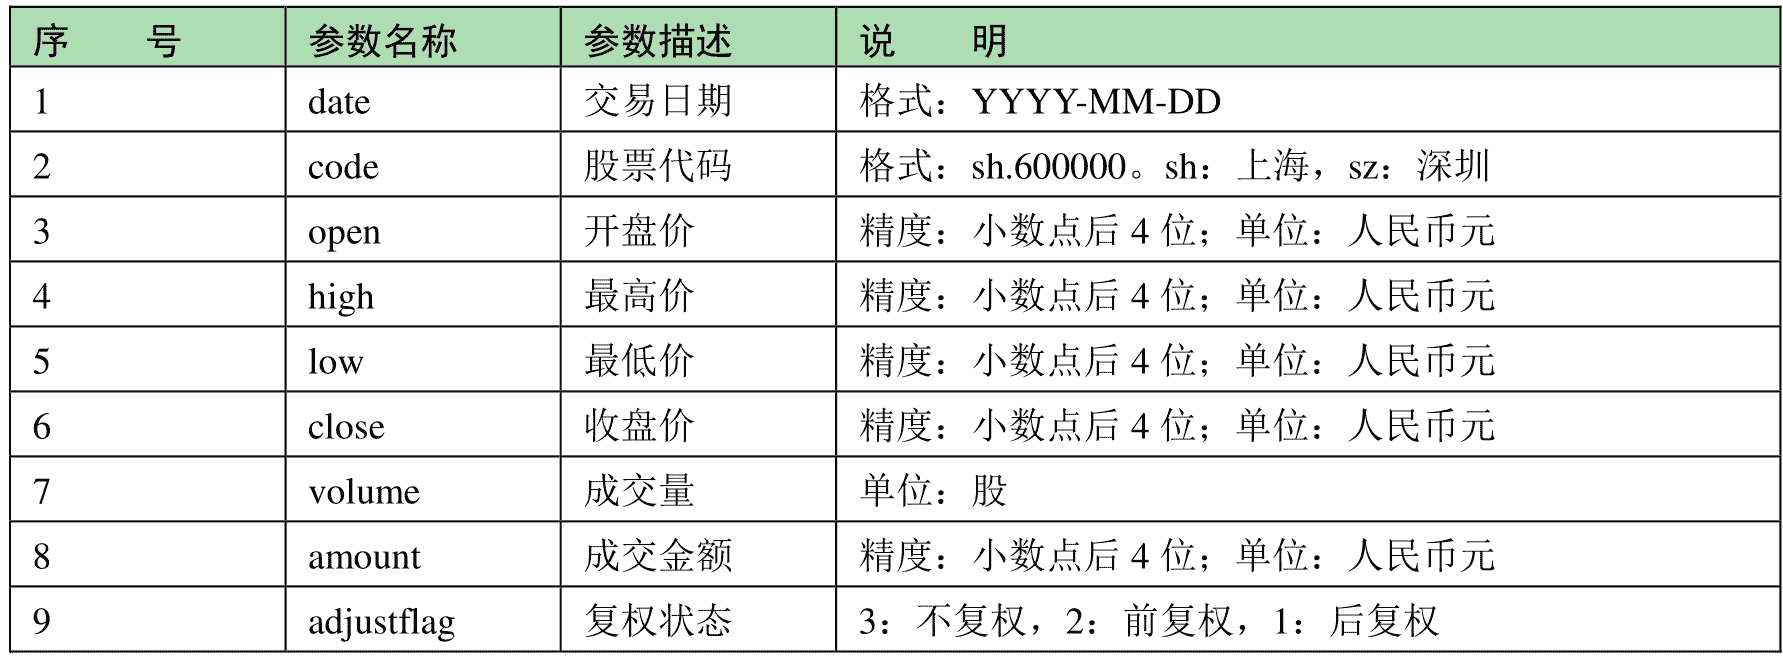 序 号 参数名称 参数描述 说 明
1 date 交易日期 格式：YYYY-MM-DD
2 code 股票代码 格式：sh.600000。sh：上海，sz：深圳
3 open 开盘价 精度：小数点后 4 位；单位：人民币元
4 high 最高价 精度：小数点后 4 位；单位：人民币元
5 low 最低价 精度：小数点后 4 位；单位：人民币元
6 close 收盘价 精度：小数点后 4 位；单位：人民币元
7 volume 成交量 单位：股
8 amount 成交金额 精度：小数点后 4 位；单位：人民币元
9 adjustflag 复权状态 3：不复权，2：前复权，1：后复权